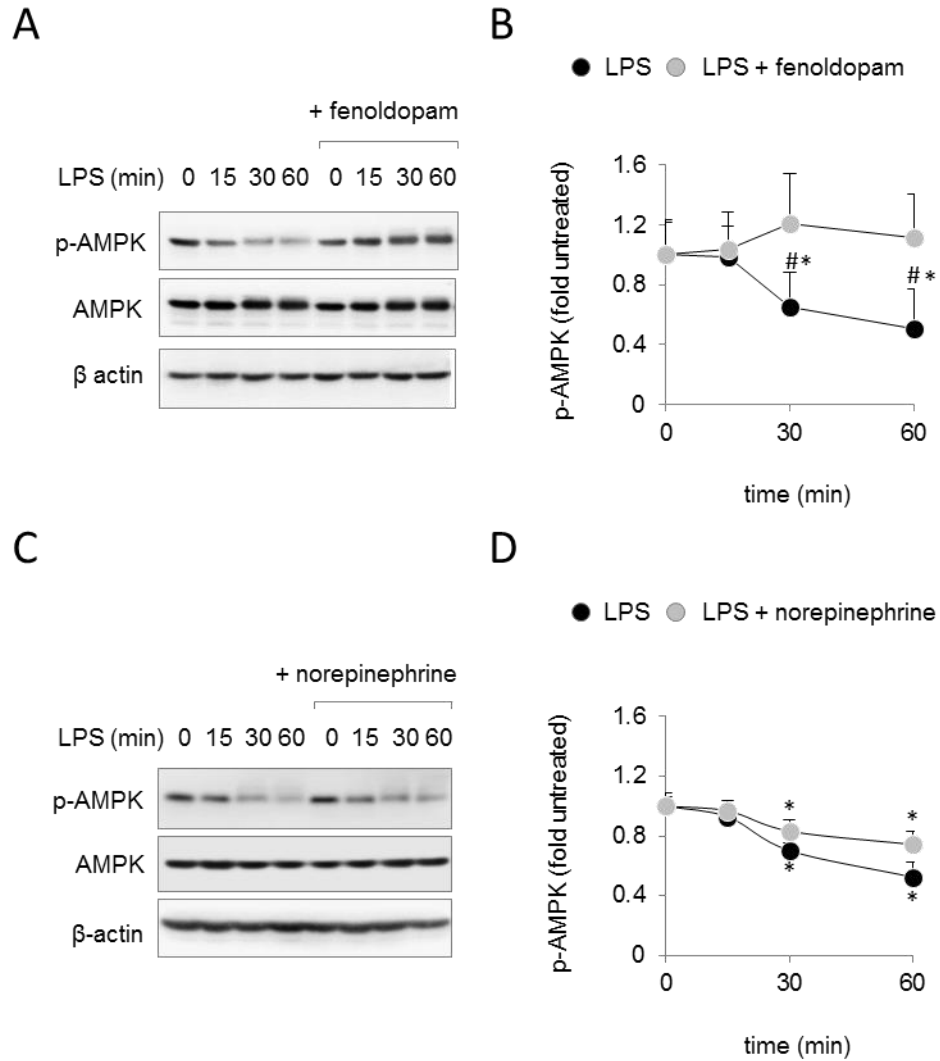 A
+ fenoldopam
LPS (min) 0 15 30 60 0 15 30 60
p-AMPK
AMPK
β actin
B
LPS LPS + fenoldopam
p-AMPK (fold untreated)
1.6
1.2
0.8
0.4
0
#*
#*
0 30 60
time (min)
C
+ norepinephrine
LPS (min) 0 15 30 60 0 15 30 60
p-AMPK
AMPK
β-actin
D
LPS LPS + norepinephrine
p-AMPK (fold untreated)
1.6
1.2
0.8
0.4
0
* *
* *
0 30 60
time (min)